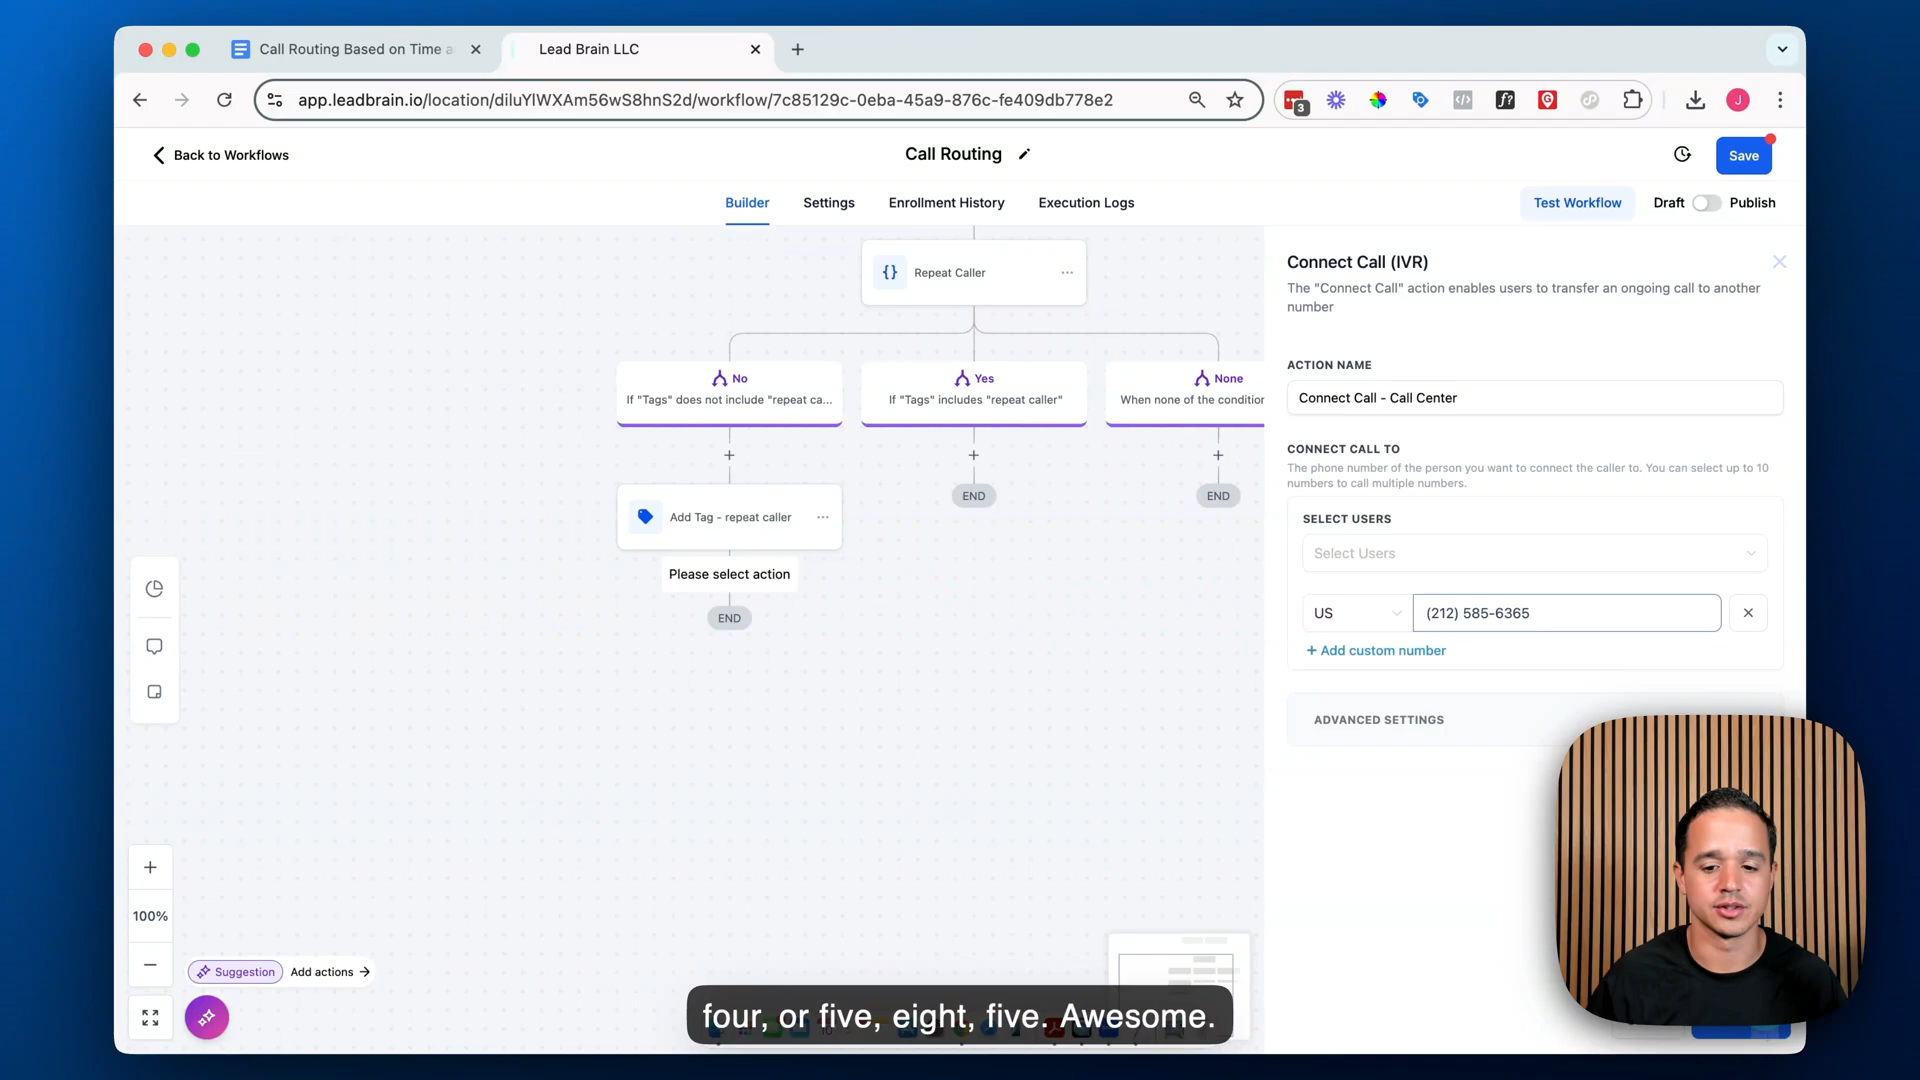 Call Routing Based on Time a
Lead Brain LLC
app.leadbrain.io/location/diluYlWXAm56wS8hnS2d/workflow/7c85129c-0eba-45a9-876c-fe409db778e2
3
f?
J
Back to Workflows
Call Routing
Save
Builder
Settings
Enrollment History
Execution Logs
Test Workflow
Draft
Publish
Repeat Caller
No
If "Tags" does not include "repeat ca...
Yes
If "Tags" includes "repeat caller"
None
When none of the condition
END
END
Add Tag - repeat caller
Please select action
END
Connect Call (IVR)
The "Connect Call" action enables users to transfer an ongoing call to another
number
ACTION NAME
Connect Call - Call Center
CONNECT CALL TO
The phone number of the person you want to connect the caller to. You can select up to 10
numbers to call multiple numbers.
SELECT USERS
Select Users
US
(212) 585-6365
+ Add custom number
ADVANCED SETTINGS
100%
Suggestion
Add actions
four, or five, eight, five. Awesome.